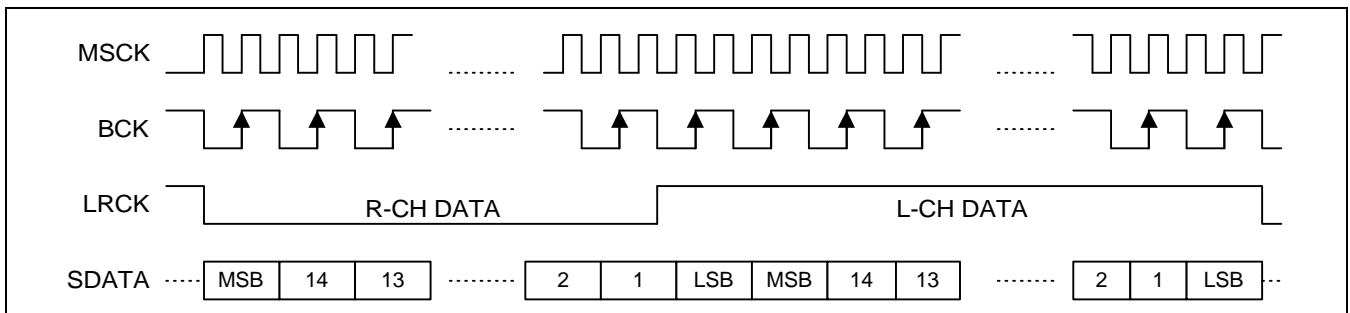 MSCK
BCK
LRCK R-CH DATA L-CH DATA
SDATA MSB 14 13 2 1 LSB MSB 14 13 2 1 LSB